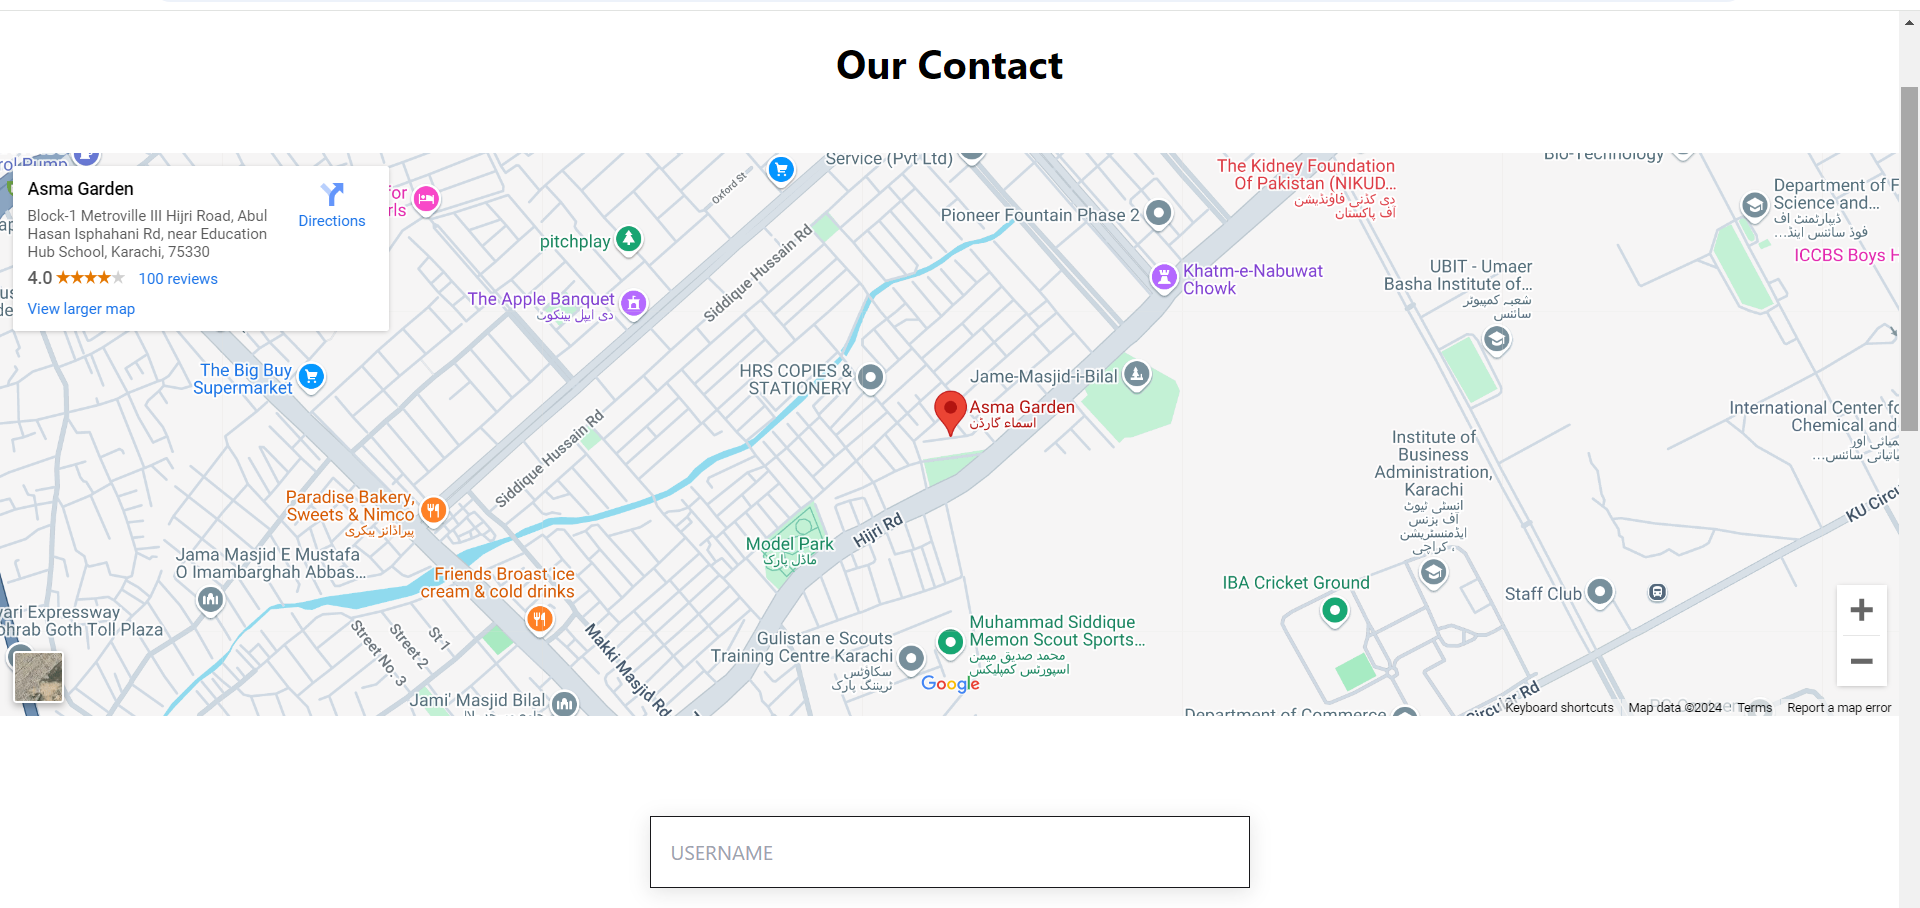 Our Contact
Asma Garden
Block-1 Metroville III Hijri Road, Abul
Hasan Isphahani Rd, near Education
Hub School, Karachi, 75330
4.0
100 reviews
View larger map
Directions
Service (Pvt Ltd)
Oxford St
pitchplay
Siddique Hussain Rd
The Apple Banquet
دی ایپل بینکوٹ
Pioneer Fountain Phase 2
The Kidney Foundation
Of Pakistan (NIKUD...
دی کڈنی فاؤنڈیشن
آف پاکستان
Khatm-e-Nabuwat
Chowk
Department of F
Science and...
ڈیپارٹمنٹ آف
فوڈ سائنس اینڈ...
ICCBS Boys H
UBIT - Umaer
Basha Institute of...
شعبہ کمپیوٹر
سائنس
The Big Buy
Supermarket
HRS COPIES &
STATIONERY
Jame-Masjid-i-Bilal
Asma Garden
اسماء گارڈن
Siddique Hussain Rd
International Center fo
Chemical and
Institute of
Business
Administration,
Karachi
انسٹی ٹیوٹ
آف بزنس
ایڈمنسٹریشن
، کراچی
KU Circu
Paradise Bakery,
Sweets & Nimco
پیراڈائز بیکری
Hijri Rd
Model Park
ماڈل پارک
Jama Masjid E Mustafa
O Imambarghah Abbas...
Friends Broast ice
cream & cold drinks
IBA Cricket Ground
Staff Club
yari Expressway
ohrab Goth Toll Plaza
Street No. 3
Street 2
St 1
Makki Masjid Rd
Gulistan e Scouts
Training Centre Karachi
سکاؤٹس
ٹریننگ پارک
Muhammad Siddique
Memon Scout Sports...
محمد صدیق میمن
اسپورٹس کمپلیکس
Google
Jami' Masjid Bilal
Department of Commerce
Circular Rd
Keyboard shortcuts
Map data ©2024
Terms
Report a map error
USERNAME